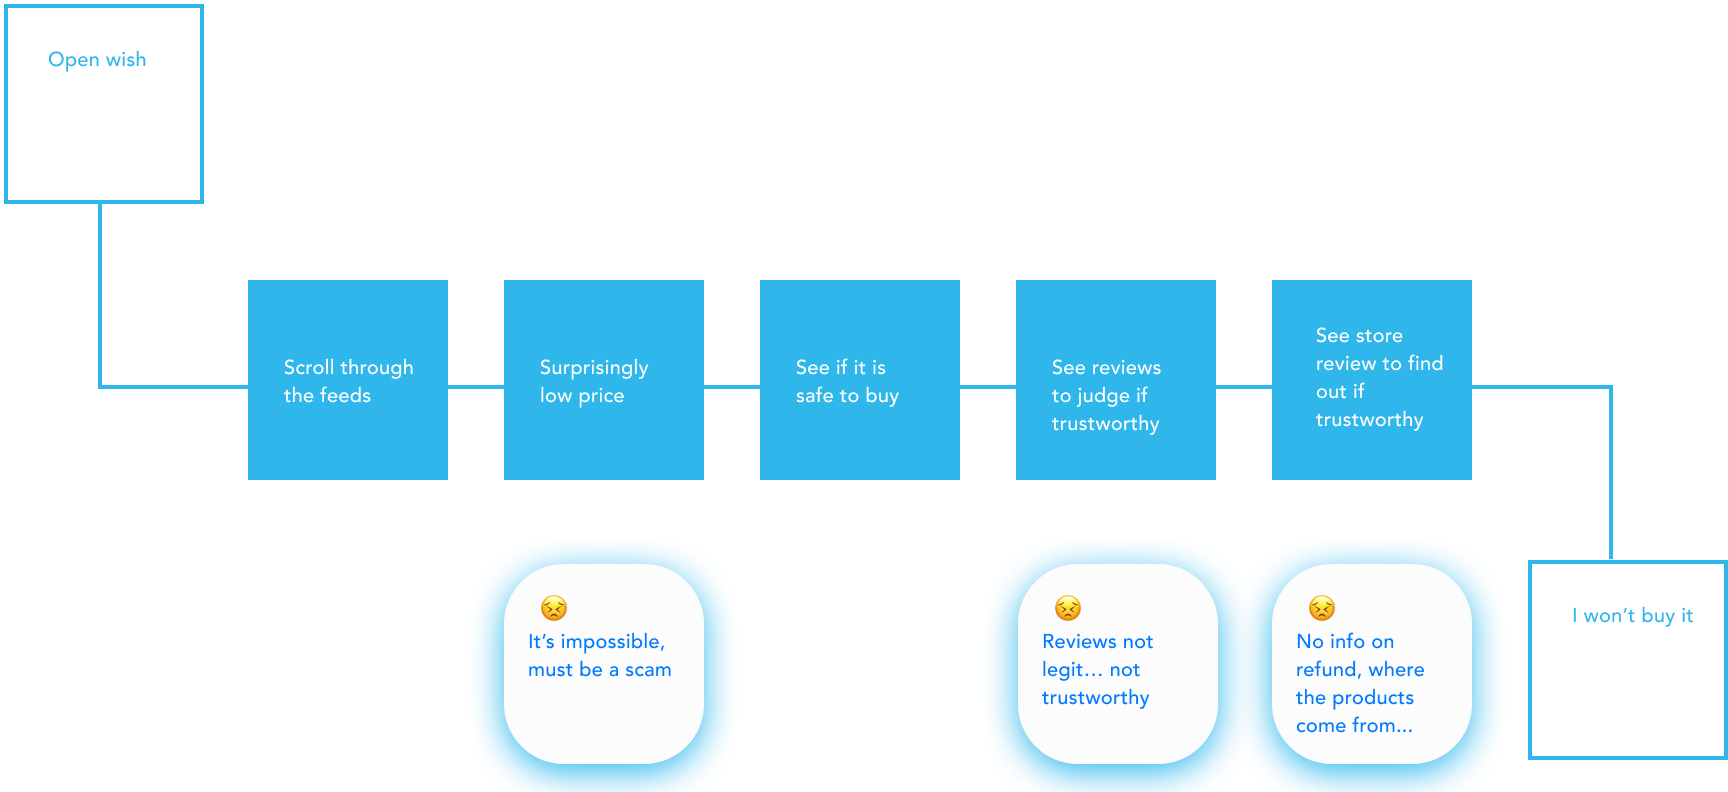 Open wish
Scroll through
the feeds
Surprisingly
low price
See if it is
safe to buy
See reviews
to judge if
trustworthy
See store
review to find
out if
trustworthy
It’s impossible,
must be a scam
Reviews not
legit… not
trustworthy
No info on
refund, where
the products
come from...
I won’t buy it